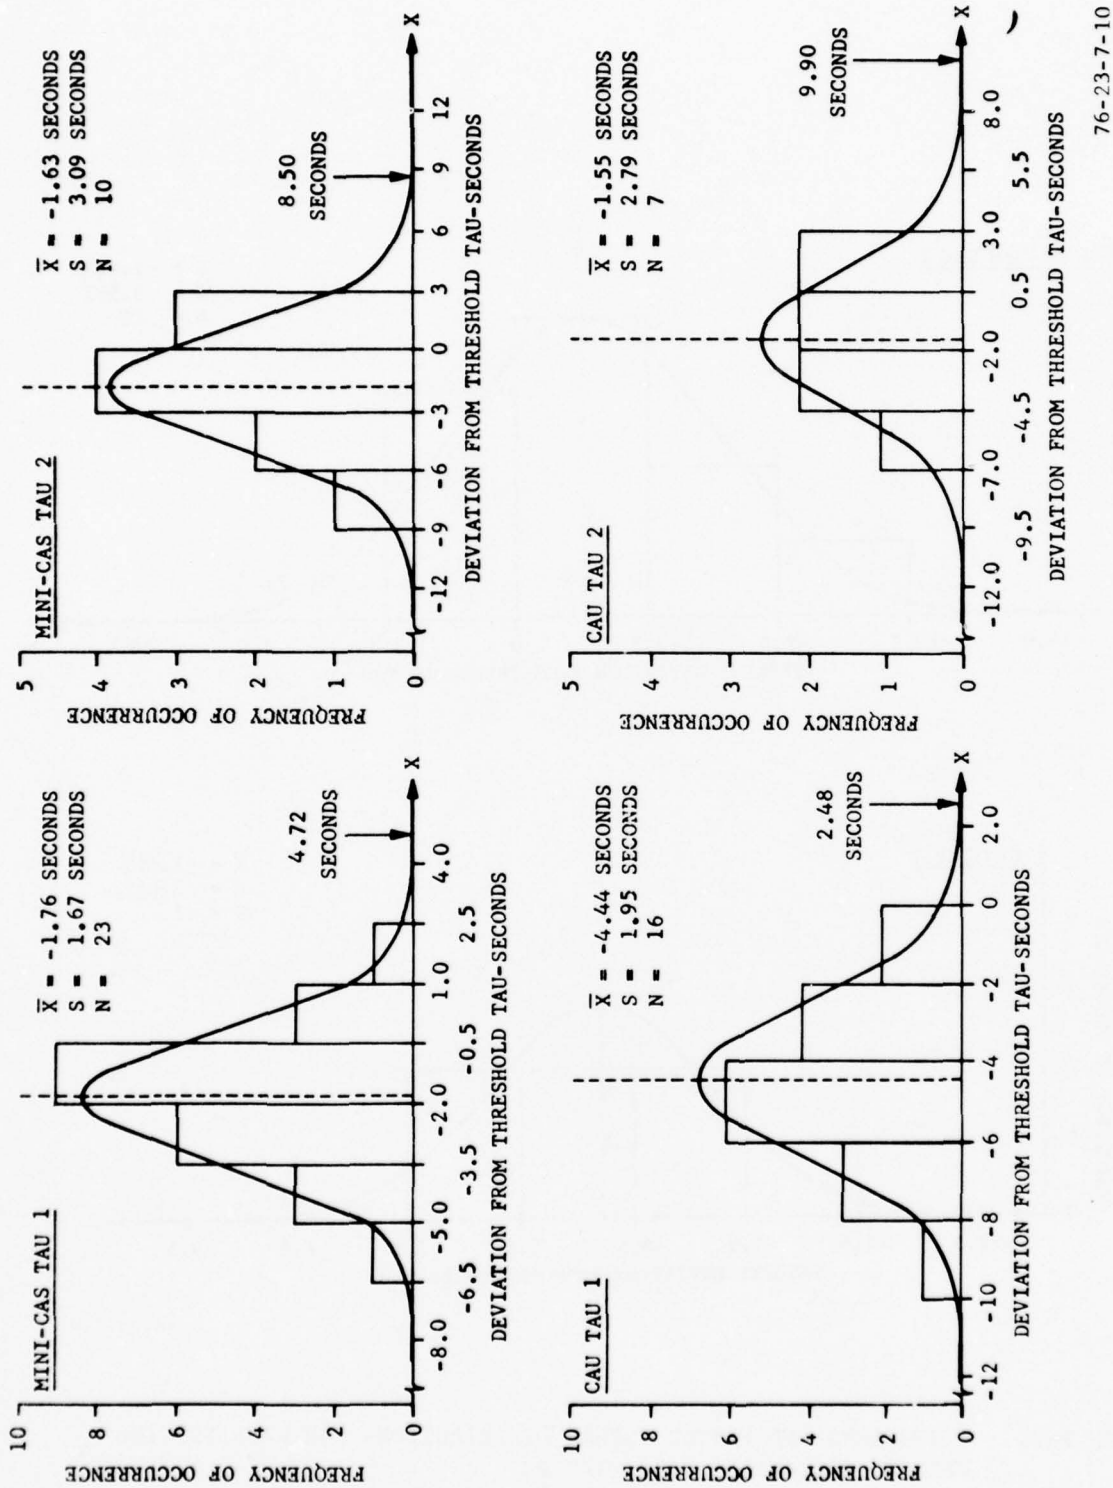 MINI-CAS TAU 1
X̅ = -1.76 SECONDS
S = 1.67 SECONDS
N = 23
4.72
SECONDS
X
10
8
6
4
2
0
FREQUENCY OF OCCURRENCE
-8.0
-6.5
-5.0
-3.5
-2.0
-0.5
1.0
2.5
4.0
DEVIATION FROM THRESHOLD TAU-SECONDS
MINI-CAS TAU 2
X̅ = -1.63 SECONDS
S = 3.09 SECONDS
N = 10
8.50
SECONDS
X
5
4
3
2
1
0
FREQUENCY OF OCCURRENCE
-12
-9
-6
-3
0
3
6
9
12
DEVIATION FROM THRESHOLD TAU-SECONDS
CAU TAU 1
X̅ = -4.44 SECONDS
S = 1.95 SECONDS
N = 16
2.48
SECONDS
X
10
8
6
4
2
0
FREQUENCY OF OCCURRENCE
-12
-10
-8
-6
-4
-2
0
2.0
DEVIATION FROM THRESHOLD TAU-SECONDS
CAU TAU 2
X̅ = -1.55 SECONDS
S = 2.79 SECONDS
N = 7
9.90
SECONDS
X
5
4
3
2
1
0
FREQUENCY OF OCCURRENCE
-12.0
-9.5
-7.0
-4.5
-2.0
0.5
3.0
5.5
8.0
DEVIATION FROM THRESHOLD TAU-SECONDS
76-23-7-10